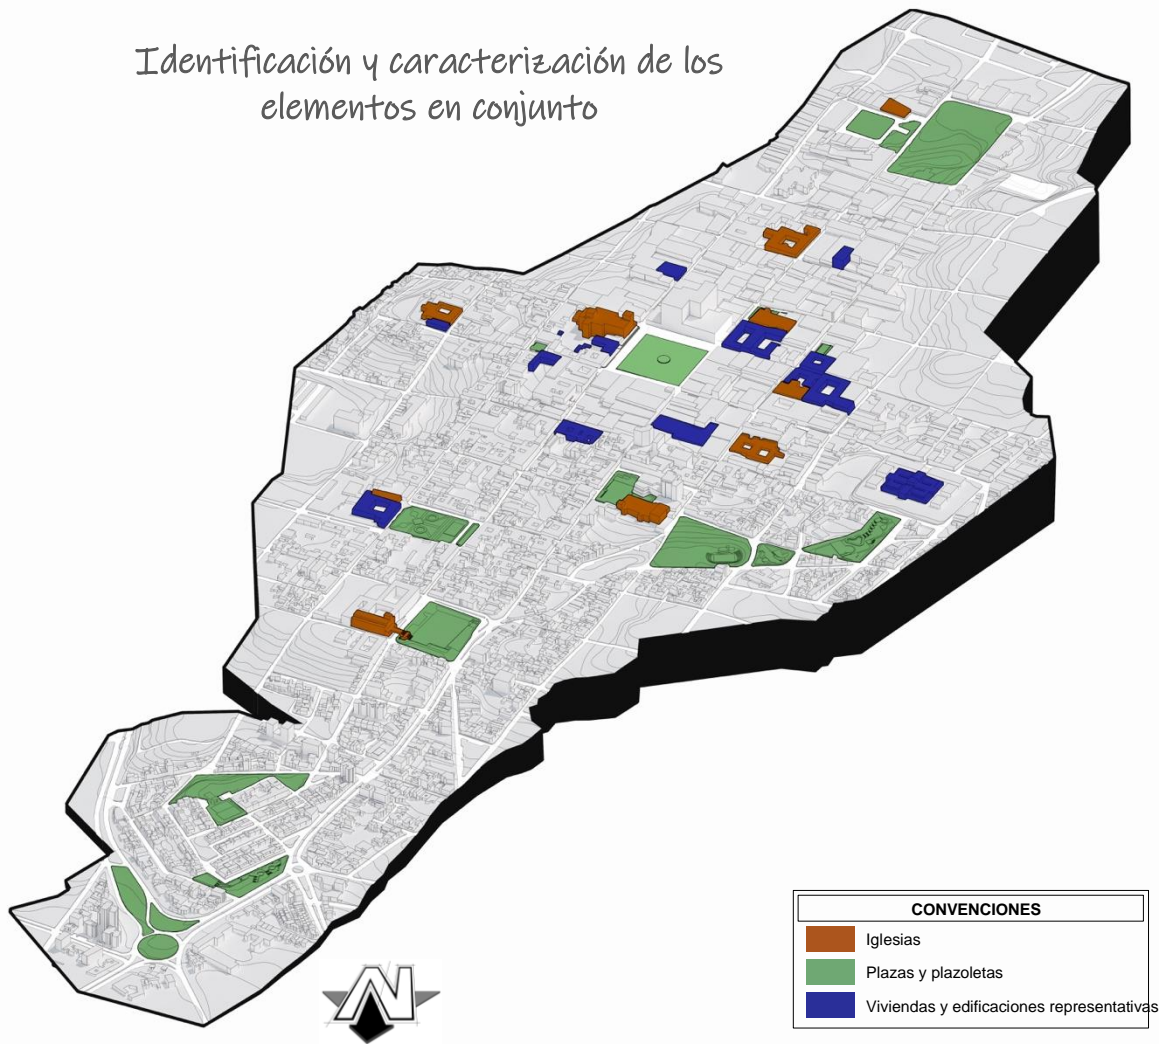 Identificación y caracterización de los
elementos en conjunto
N
CONVENCIONES
Iglesias
Plazas y plazoletas
Viviendas y edificaciones representativas